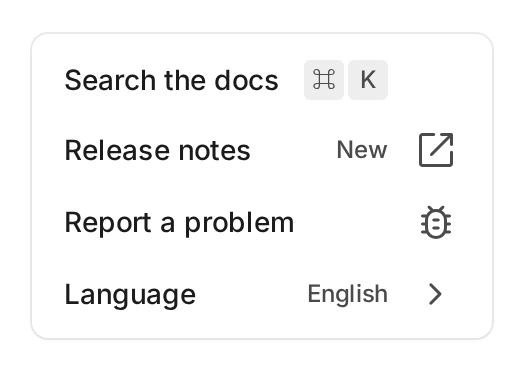 Search the docs ⌘ K
Release notes New
Report a problem
Language English